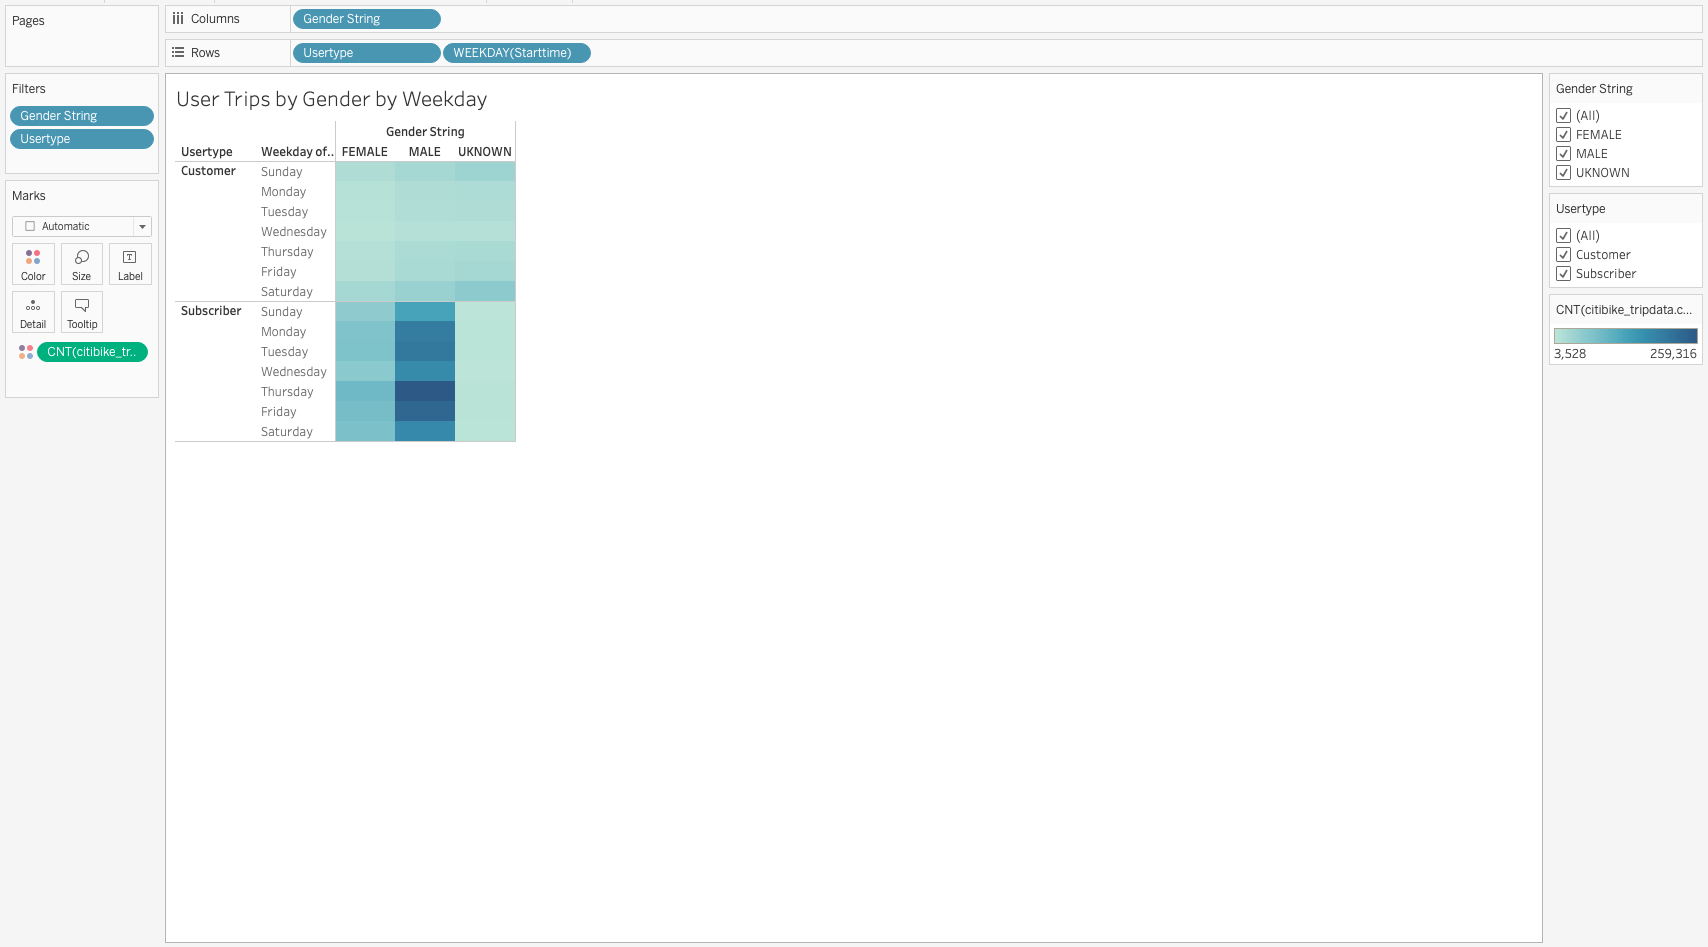 Pages
Columns
Gender String
Rows
Usertype
WEEKDAY(Starttime)
Filters
Gender String
Usertype
Marks
Automatic
Color
Size
T
Label
Detail
Tooltip
CNT(citibike_tr..
User Trips by Gender by Weekday
Gender String
Usertype
Weekday of..
FEMALE
MALE
UKNOWN
Customer
Sunday
Monday
Tuesday
Wednesday
Thursday
Friday
Saturday
Subscriber
Sunday
Monday
Tuesday
Wednesday
Thursday
Friday
Saturday
Gender String
(All)
FEMALE
MALE
UKNOWN
Usertype
(All)
Customer
Subscriber
CNT(citibike_tripdata.c...
3,528
259,316